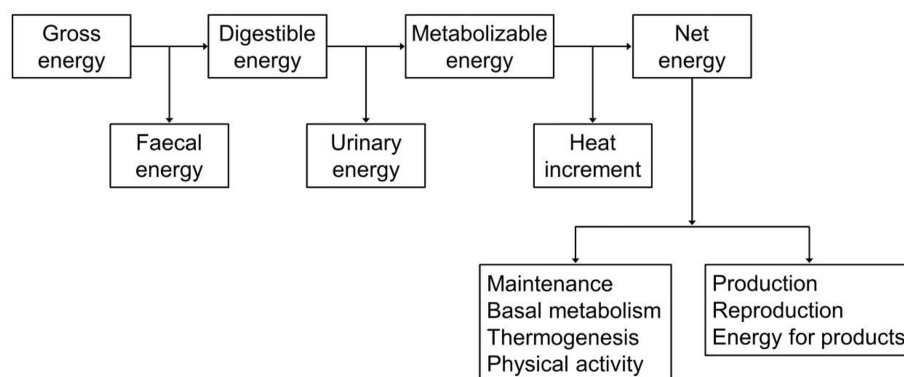 Gross
energy
Digestible
energy
Metabolizable
energy
Net
energy
Faecal
energy
Urinary
energy
Heat
increment
Maintenance
Basal metabolism
Thermogenesis
Physical activity
Production
Reproduction
Energy for products